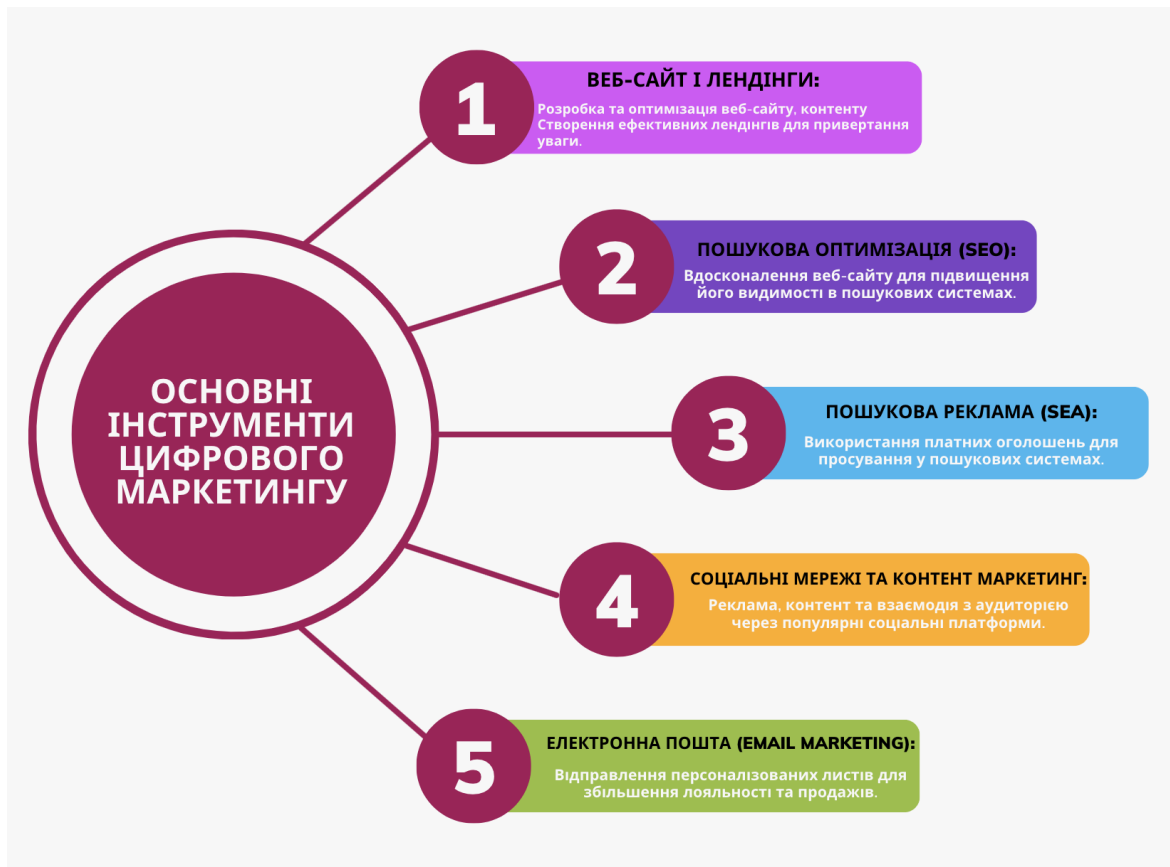 ОСНОВНІ
ІНСТРУМЕНТИ
ЦИФРОВОГО
МАРКЕТИНГУ
1
ВЕБ-САЙТ І ЛЕНДІНГИ:
Розробка та оптимізація веб-сайту, контенту
Створення ефективних лендінгів для привертання
уваги.
2
ПОШУКОВА ОПТИМІЗАЦІЯ (SEO):
Вдосконалення веб-сайту для підвищення
його видимості в пошукових системах.
3
ПОШУКОВА РЕКЛАМА (SEA):
Використання платних оголошень для
просування у пошукових системах.
4
СОЦІАЛЬНІ МЕРЕЖІ ТА КОНТЕНТ МАРКЕТИНГ:
Реклама, контент та взаємодія з аудиторією
через популярні соціальні платформи.
5
ЕЛЕКТРОННА ПОШТА (EMAIL MARKETING):
Відправлення персоналізованих листів для
збільшення лояльності та продажів.